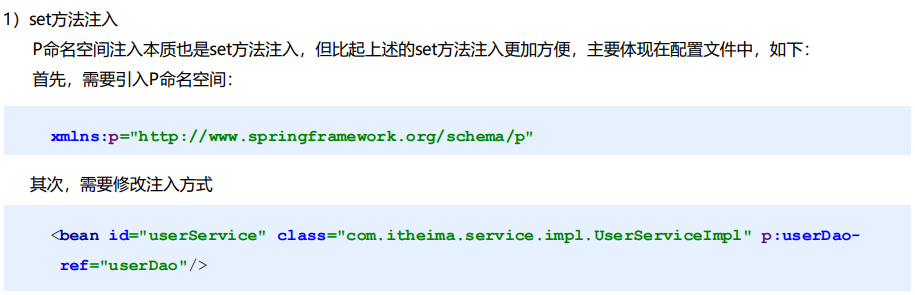 1）set方法注入
P命名空间注入本质也是set方法注入，但比起上述的set方法注入更加方便，主要体现在配置文件中，如下：
首先，需要引入P命名空间：
xmlns:p="http://www.springframework.org/schema/p"
其次，需要修改注入方式
<bean id="userService" class="com.itheima.service.impl.UserServiceImpl" p:userDao-
ref="userDao"/>